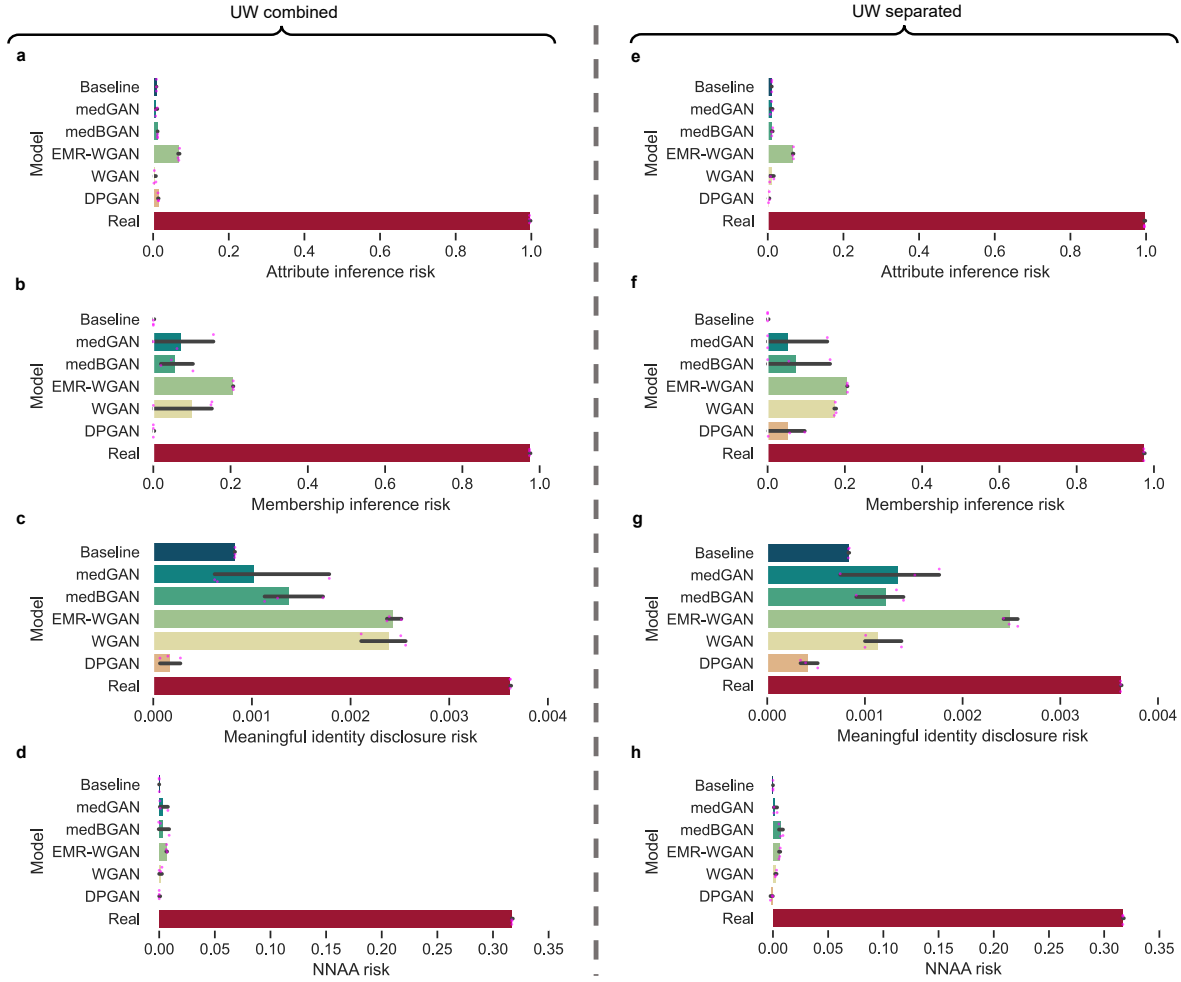 UW combined
UW separated
a
Model
Baseline
medGAN
medBGAN
EMR-WGAN
WGAN
DPGAN
Real
0.0 0.2 0.4 0.6 0.8 1.0
Attribute inference risk
b
Model
Baseline
medGAN
medBGAN
EMR-WGAN
WGAN
DPGAN
Real
0.0 0.2 0.4 0.6 0.8 1.0
Membership inference risk
c
Model
Baseline
medGAN
medBGAN
EMR-WGAN
WGAN
DPGAN
Real
0.000 0.001 0.002 0.003 0.004
Meaningful identity disclosure risk
d
Model
Baseline
medGAN
medBGAN
EMR-WGAN
WGAN
DPGAN
Real
0.00 0.05 0.10 0.15 0.20 0.25 0.30 0.35
NNAA risk
e
Model
Baseline
medGAN
medBGAN
EMR-WGAN
WGAN
DPGAN
Real
0.0 0.2 0.4 0.6 0.8 1.0
Attribute inference risk
f
Model
Baseline
medGAN
medBGAN
EMR-WGAN
WGAN
DPGAN
Real
0.0 0.2 0.4 0.6 0.8 1.0
Membership inference risk
g
Model
Baseline
medGAN
medBGAN
EMR-WGAN
WGAN
DPGAN
Real
0.000 0.001 0.002 0.003 0.004
Meaningful identity disclosure risk
h
Model
Baseline
medGAN
medBGAN
EMR-WGAN
WGAN
DPGAN
Real
0.00 0.05 0.10 0.15 0.20 0.25 0.30 0.35
NNAA risk